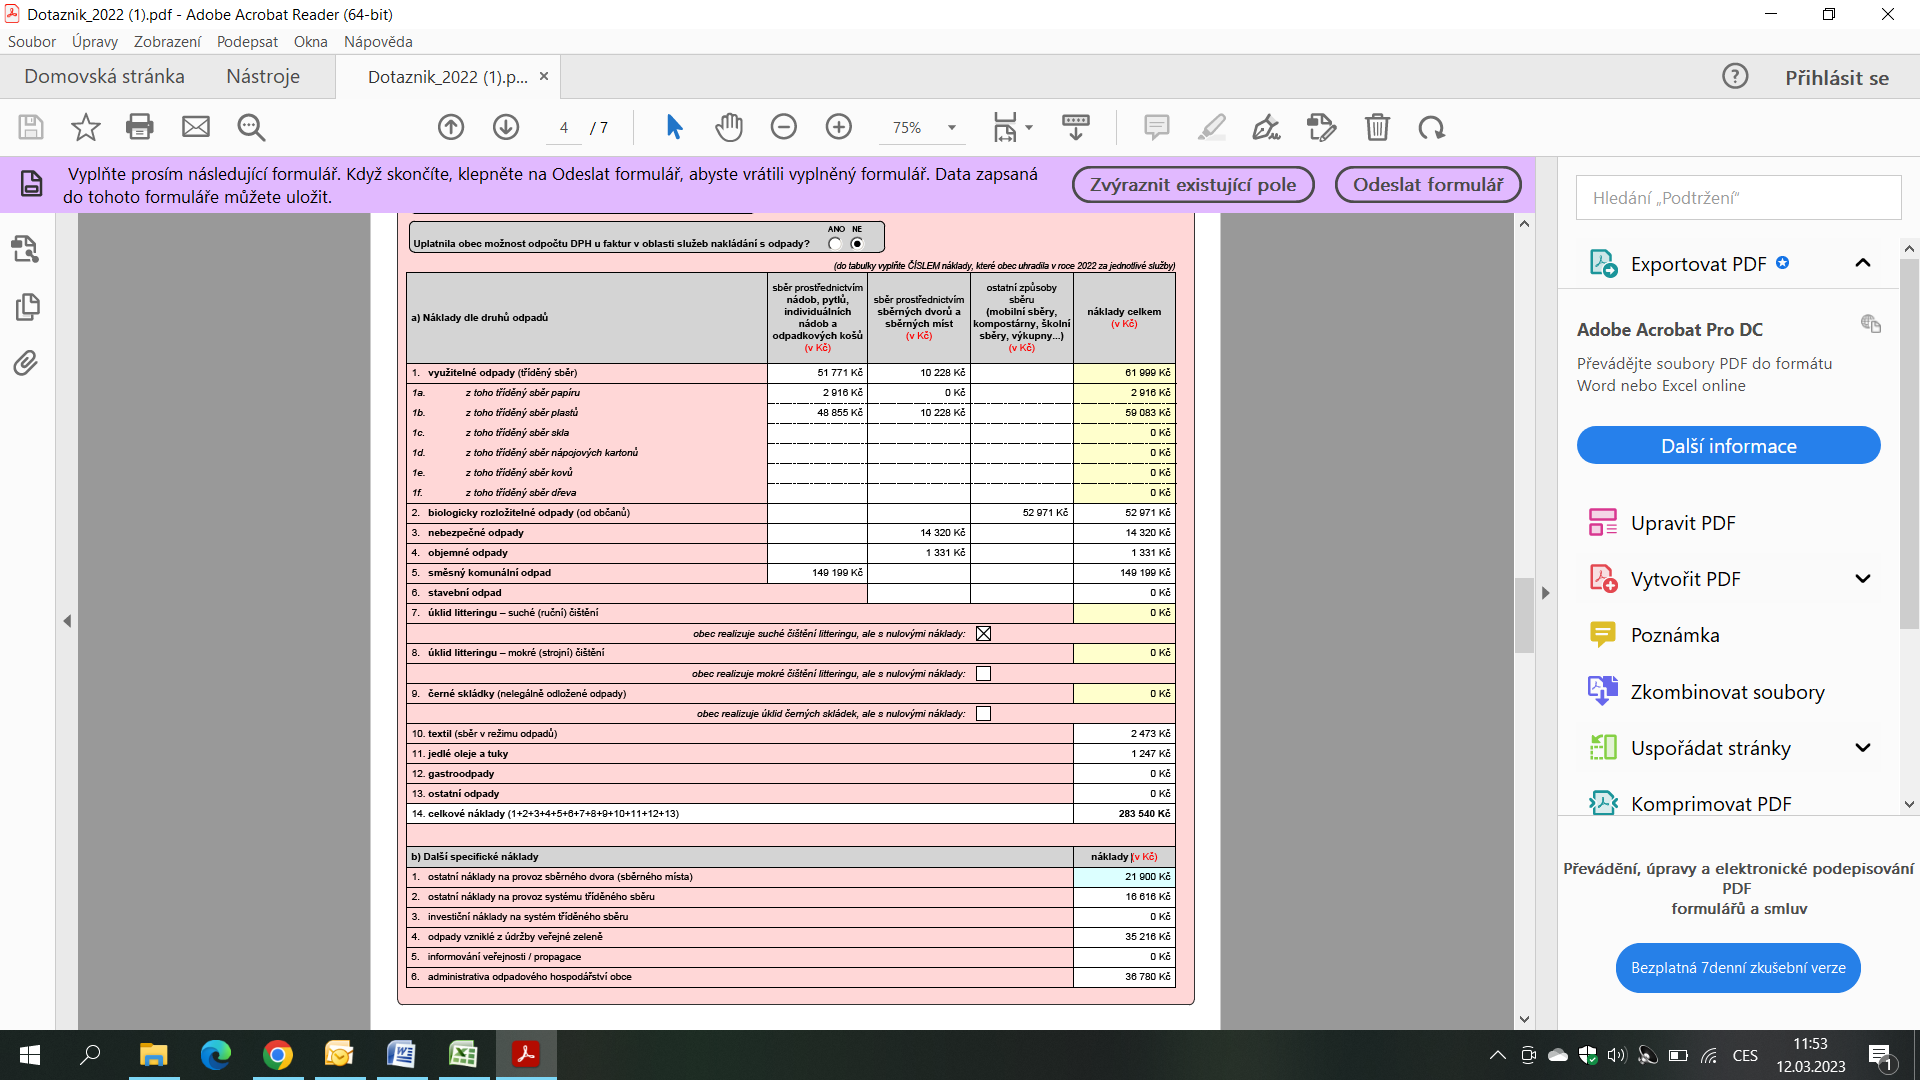 Dotaznik_2022 (1).pdf - Adobe Acrobat Reader (64-bit)
Soubor Úpravy Zobrazení Podepsat Okna Nápověda
Domovská stránka Nástroje Dotaznik_2022 (1).p... × Přihlásit se
4 / 7 75%
Vyplňte prosím následující formulář. Když skončíte, klepněte na Odeslat formulář, abyste vrátili vyplněný formulář. Data zapsaná
do tohoto formuláře můžete uložit.
Zvýraznit existující pole Odeslat formulář
ANO NE
Uplatnila obec možnost odpočtu DPH u faktur v oblasti služeb nakládání s odpady?
(do tabulky vyplňte ČÍSLEM náklady, které obec uhradila v roce 2022 za jednotlivé služby)
a) Náklady dle druhů odpadů
sběr prostřednictvím
nádob, pytlů,
individuálních
nádob a
odpadkových košů
(v Kč)
sběr prostřednictvím
sběrných dvorů a
sběrných míst
(v Kč)
ostatní způsoby
sběru
(mobilní sběry,
kompostárny, školní
sběry, výkupny...)
(v Kč)
náklady celkem
(v Kč)
1. využitelné odpady (tříděný sběr) 51 771 Kč 10 228 Kč 61 999 Kč
1a. z toho tříděný sběr papíru 2 916 Kč 0 Kč 2 916 Kč
1b. z toho tříděný sběr plastů 48 855 Kč 10 228 Kč 59 083 Kč
1c. z toho tříděný sběr skla 0 Kč
1d. z toho tříděný sběr nápojových kartonů 0 Kč
1e. z toho tříděný sběr kovů 0 Kč
1f. z toho tříděný sběr dřeva 0 Kč
2. biologicky rozložitelné odpady (od občanů) 52 971 Kč 52 971 Kč
3. nebezpečné odpady 14 320 Kč 14 320 Kč
4. objemné odpady 1 331 Kč 1 331 Kč
5. směsný komunální odpad 149 199 Kč 149 199 Kč
6. stavební odpad 0 Kč
7. úklid litteringu – suché (ruční) čištění 0 Kč
obec realizuje suché čištění litteringu, ale s nulovými náklady:
8. úklid litteringu – mokré (strojní) čištění 0 Kč
obec realizuje mokré čištění litteringu, ale s nulovými náklady:
9. černé skládky (nelegálně odložené odpady) 0 Kč
obec realizuje úklid černých skládek, ale s nulovými náklady:
10. textil (sběr v režimu odpadů) 2 473 Kč
11. jedlé oleje a tuky 1 247 Kč
12. gastroodpady 0 Kč
13. ostatní odpady 0 Kč
14. celkové náklady (1+2+3+4+5+6+7+8+9+10+11+12+13) 283 540 Kč
b) Další specifické náklady náklady (v Kč)
1. ostatní náklady na provoz sběrného dvora (sběrného místa) 21 900 Kč
2. ostatní náklady na provoz systému tříděného sběru 16 616 Kč
3. investiční náklady na systém tříděného sběru 0 Kč
4. odpady vzniklé z údržby veřejné zeleně 35 216 Kč
5. informování veřejnosti / propagace 0 Kč
6. administrativa odpadového hospodářství obce 36 780 Kč
Hledání „Podtržení“
Exportovat PDF
Adobe Acrobat Pro DC
Převádějte soubory PDF do formátu
Word nebo Excel online
Další informace
Upravit PDF
Vytvořit PDF
Poznámka
Zkombinovat soubory
Uspořádat stránky
Komprimovat PDF
Převádění, úpravy a elektronické podepisování
PDF
formulářů a smluv
Bezplatná 7denní zkušební verze
CES
11:53
12.03.2023
1